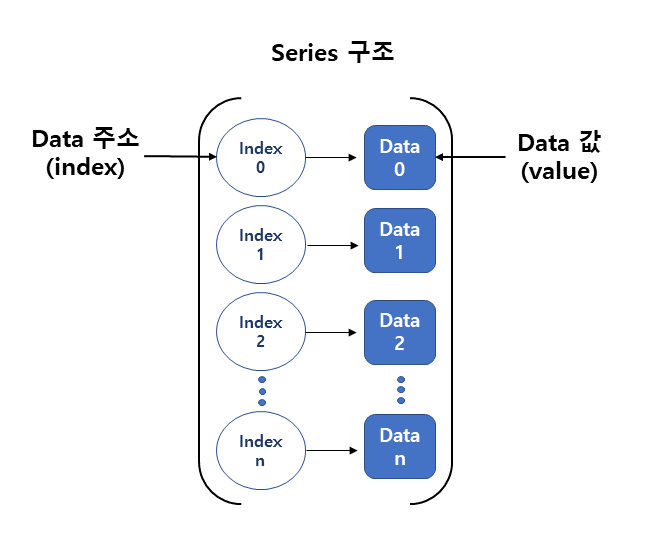 Series 구조
Data 주소
(index)
Index
0
Data
0
Data 값
(value)
Index
1
Data
1
Index
2
Data
2
Index
n
Data
n